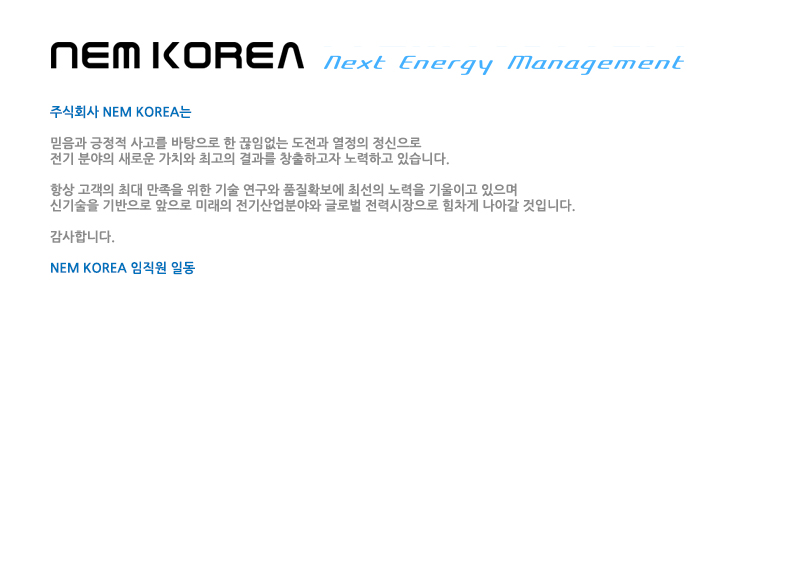 NEM KOREA Next Energy Management
주식회사 NEM KOREA는
믿음과 긍정적 사고를 바탕으로 한 끊임없는 도전과 열정의 정신으로
전기 분야의 새로운 가치와 최고의 결과를 창출하고자 노력하고 있습니다.
항상 고객의 최대 만족을 위한 기술 연구와 품질확보에 최선의 노력을 기울이고 있으며
신기술을 기반으로 앞으로 미래의 전기산업분야와 글로벌 전력시장으로 힘차게 나아갈 것입니다.
감사합니다.
NEM KOREA 임직원 일동